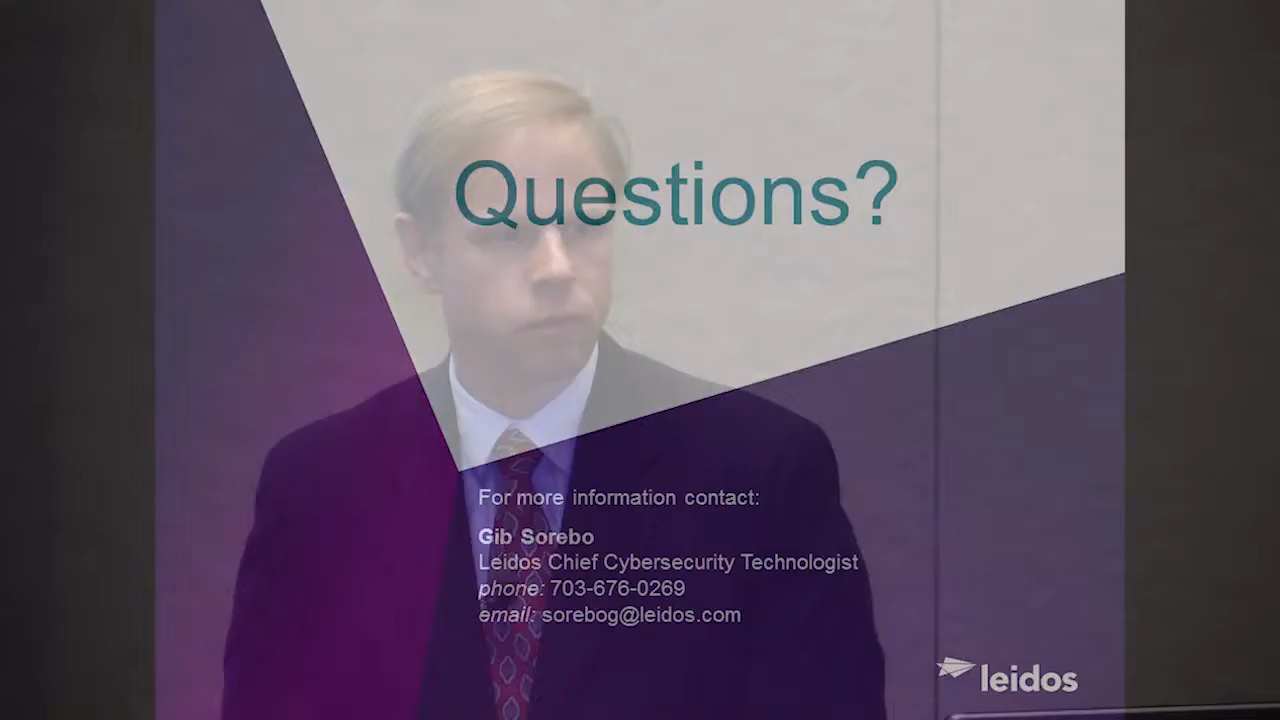 Questions?
For more information contact:
Gib Sorebo
Leidos Chief Cybersecurity Technologist
phone: 703-676-0269
email: sorebog@leidos.com
leidos